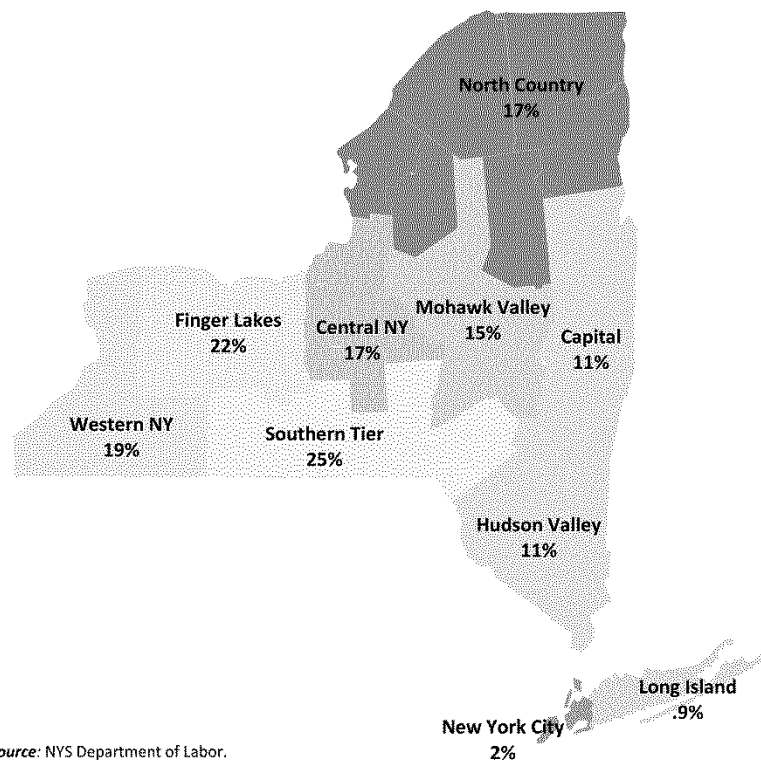 North Country
17%
Finger Lakes
22%
Central NY
17%
Mohawk Valley
15%
Capital
11%
Western NY
19%
Southern Tier
25%
Hudson Valley
11%
Long Island
.9%
New York City
2%
ource: NYS Department of Labor.